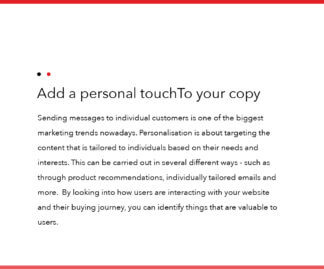 Add a personal touchTo your copy
Sending messages to individual customers is one of the biggest
marketing trends nowadays. Personalisation is about targeting the
content that is tailored to individuals based on their needs and
interests. This can be carried out in several different ways - such as
through product recommendations, individually tailored emails and
more.  By looking into how users are interacting with your website
and their buying journey, you can identify things that are valuable to
users.